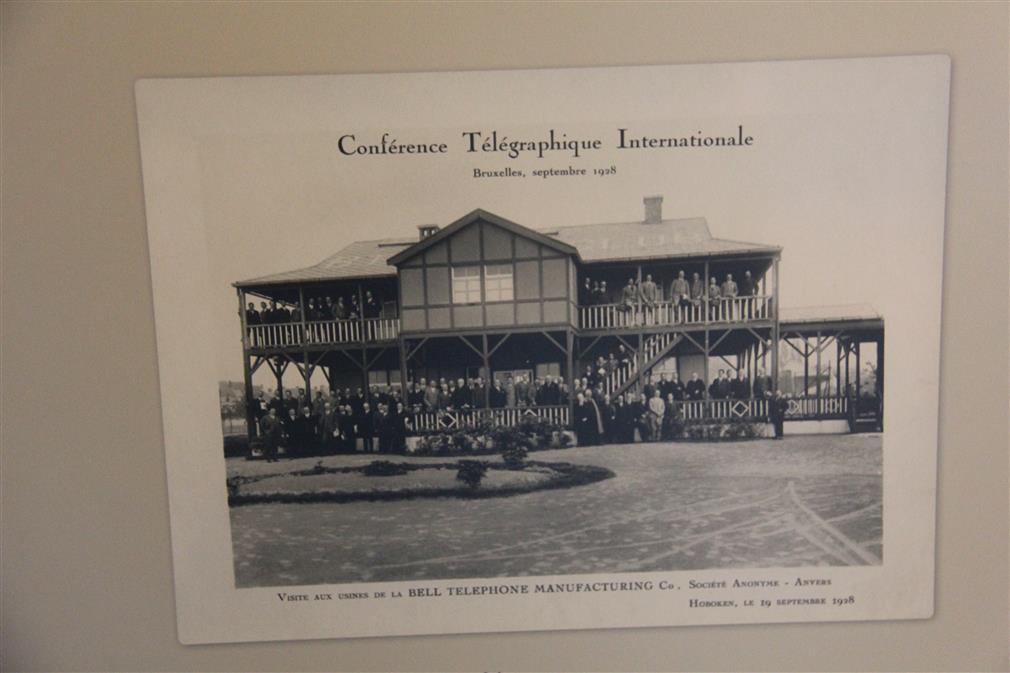 Conférence Télégraphique Internationale
Bruxelles, septembre 1928
Visite aux usines de la BELL TELEPHONE MANUFACTURING Co, Société Anonyme - Anvers
Hoboken, le 19 septembre 1928